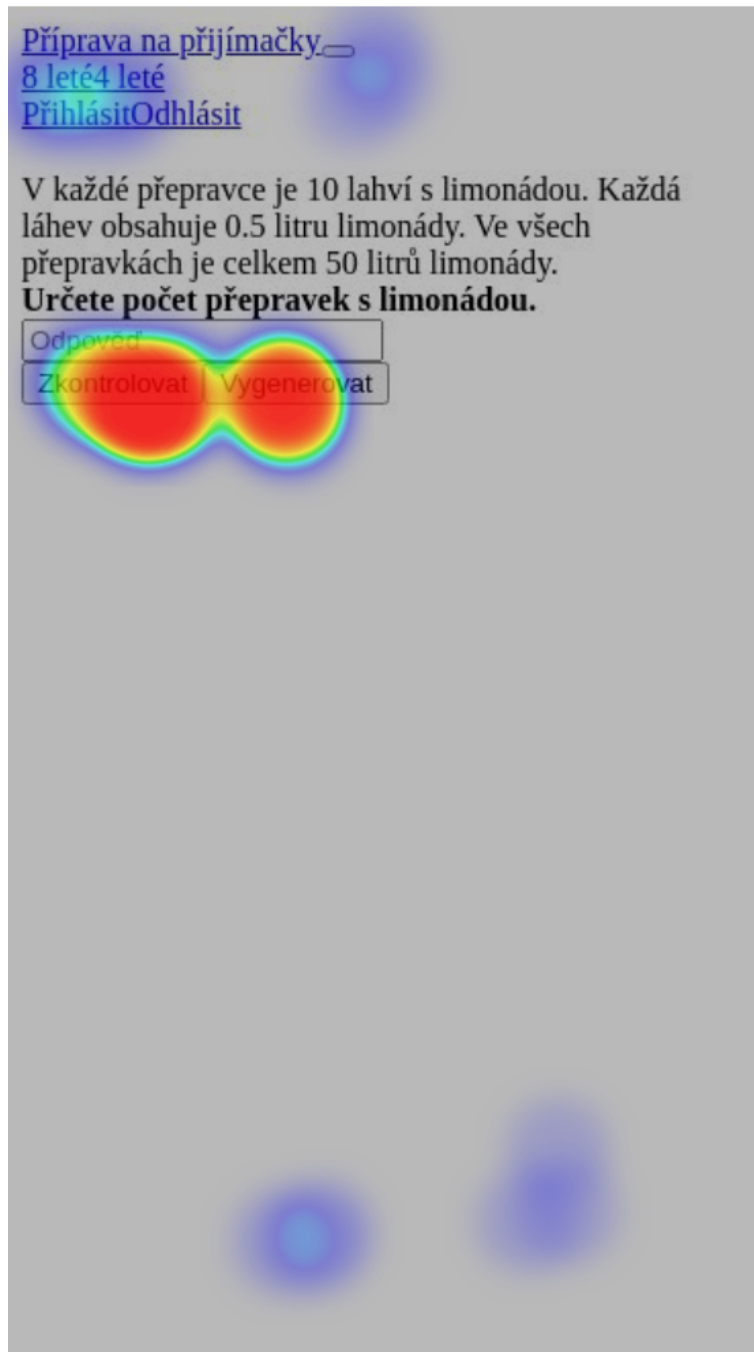 Příprava na přijímačky
8 leté4 leté
PřihlásitOdhlásit
V každé přepravce je 10 lahví s limonádou. Každá
láhev obsahuje 0.5 litru limonády. Ve všech
přepravkách je celkem 50 litrů limonády.
Určete počet přepravek s limonádou.
Odpověď
Zkontrolovat Vygenerovat